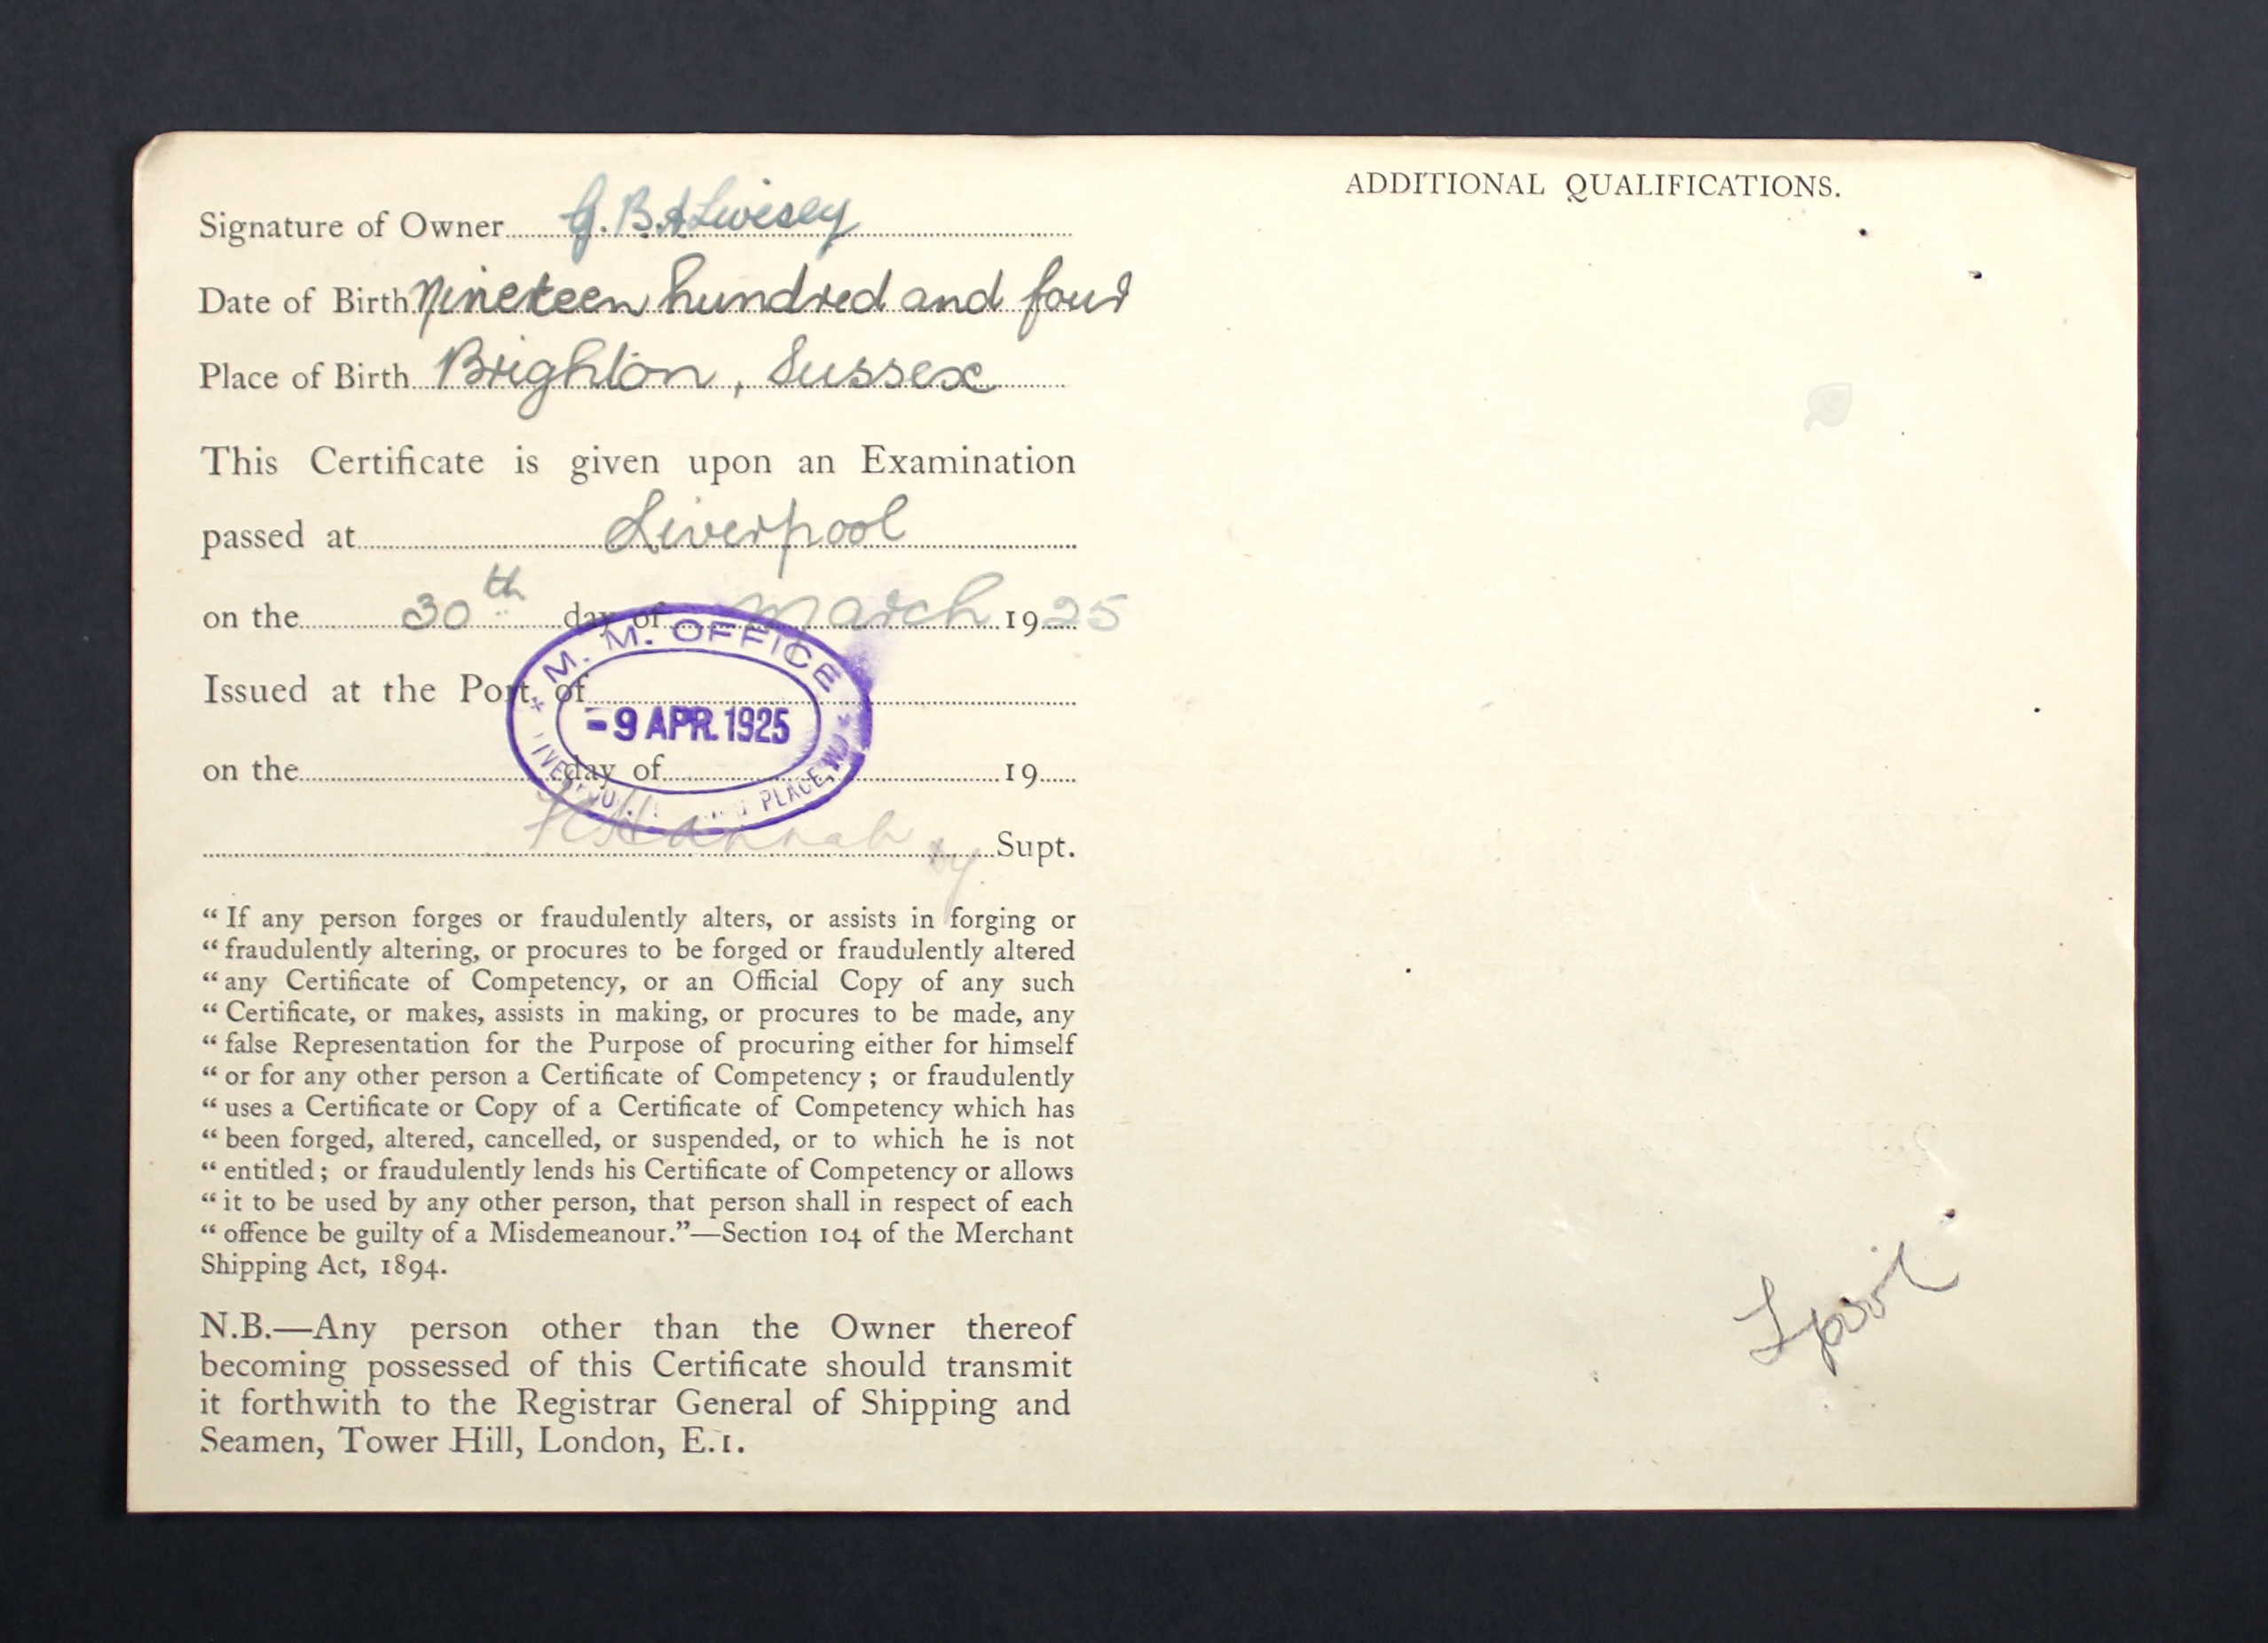 Signature of Owner G. B. A Livesey
Date of Birth Nineteen hundred and four
Place of Birth Brighton, Sussex
This Certificate is given upon an Examination
passed at Liverpool
on the 30th day of March 1925
Issued at the Port of
M. M. OFFICE
-9 APR. 1925
PLACE,
on the day of 19
Hannah Supt.
“ If any person forges or fraudulently alters, or assists in forging or
“ fraudulently altering, or procures to be forged or fraudulently altered
“ any Certificate of Competency, or an Official Copy of any such
“ Certificate, or makes, assists in making, or procures to be made, any
“ false Representation for the Purpose of procuring either for himself
“ or for any other person a Certificate of Competency ; or fraudulently
“ uses a Certificate or Copy of a Certificate of Competency which has
“ been forged, altered, cancelled, or suspended, or to which he is not
“ entitled ; or fraudulently lends his Certificate of Competency or allows
“ it to be used by any other person, that person shall in respect of each
“ offence be guilty of a Misdemeanour.”—Section 104 of the Merchant
Shipping Act, 1894.
N.B.—Any person other than the Owner thereof
becoming possessed of this Certificate should transmit
it forthwith to the Registrar General of Shipping and
Seamen, Tower Hill, London, E.1.
ADDITIONAL QUALIFICATIONS.